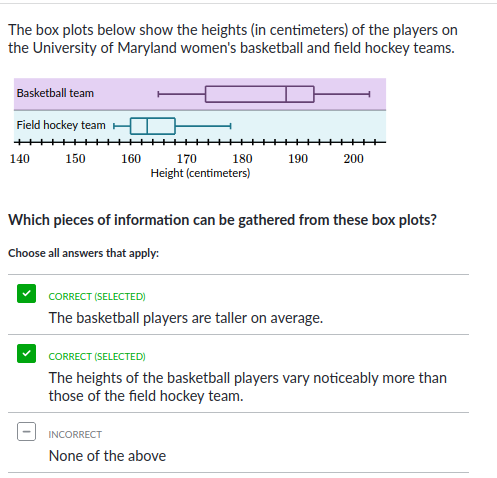 The box plots below show the heights (in centimeters) of the players on
the University of Maryland women's basketball and field hockey teams.
Basketball team
Field hockey team
140 150 160 170 180 190 200
Height (centimeters)
Which pieces of information can be gathered from these box plots?
Choose all answers that apply:
CORRECT (SELECTED)
The basketball players are taller on average.
CORRECT (SELECTED)
The heights of the basketball players vary noticeably more than
those of the field hockey team.
INCORRECT
None of the above